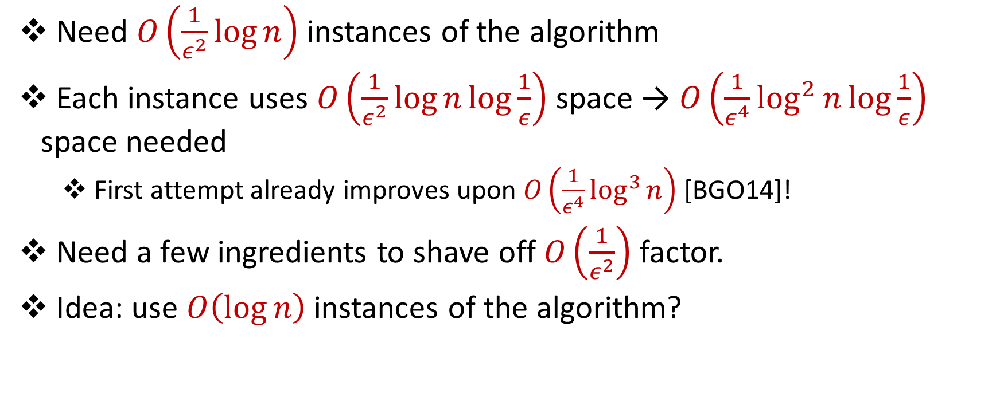 ❖ Need $O\left(\frac{1}{\epsilon^2}\log n\right)$ instances of the algorithm
❖ Each instance uses $O\left(\frac{1}{\epsilon^2}\log n \log\frac{1}{\epsilon}\right)$ space → $O\left(\frac{1}{\epsilon^4}\log^2 n \log\frac{1}{\epsilon}\right)$
space needed
❖ First attempt already improves upon $O\left(\frac{1}{\epsilon^4}\log^3 n\right)$ [BGO14]!
❖ Need a few ingredients to shave off $O\left(\frac{1}{\epsilon^2}\right)$ factor.
❖ Idea: use $O(\log n)$ instances of the algorithm?